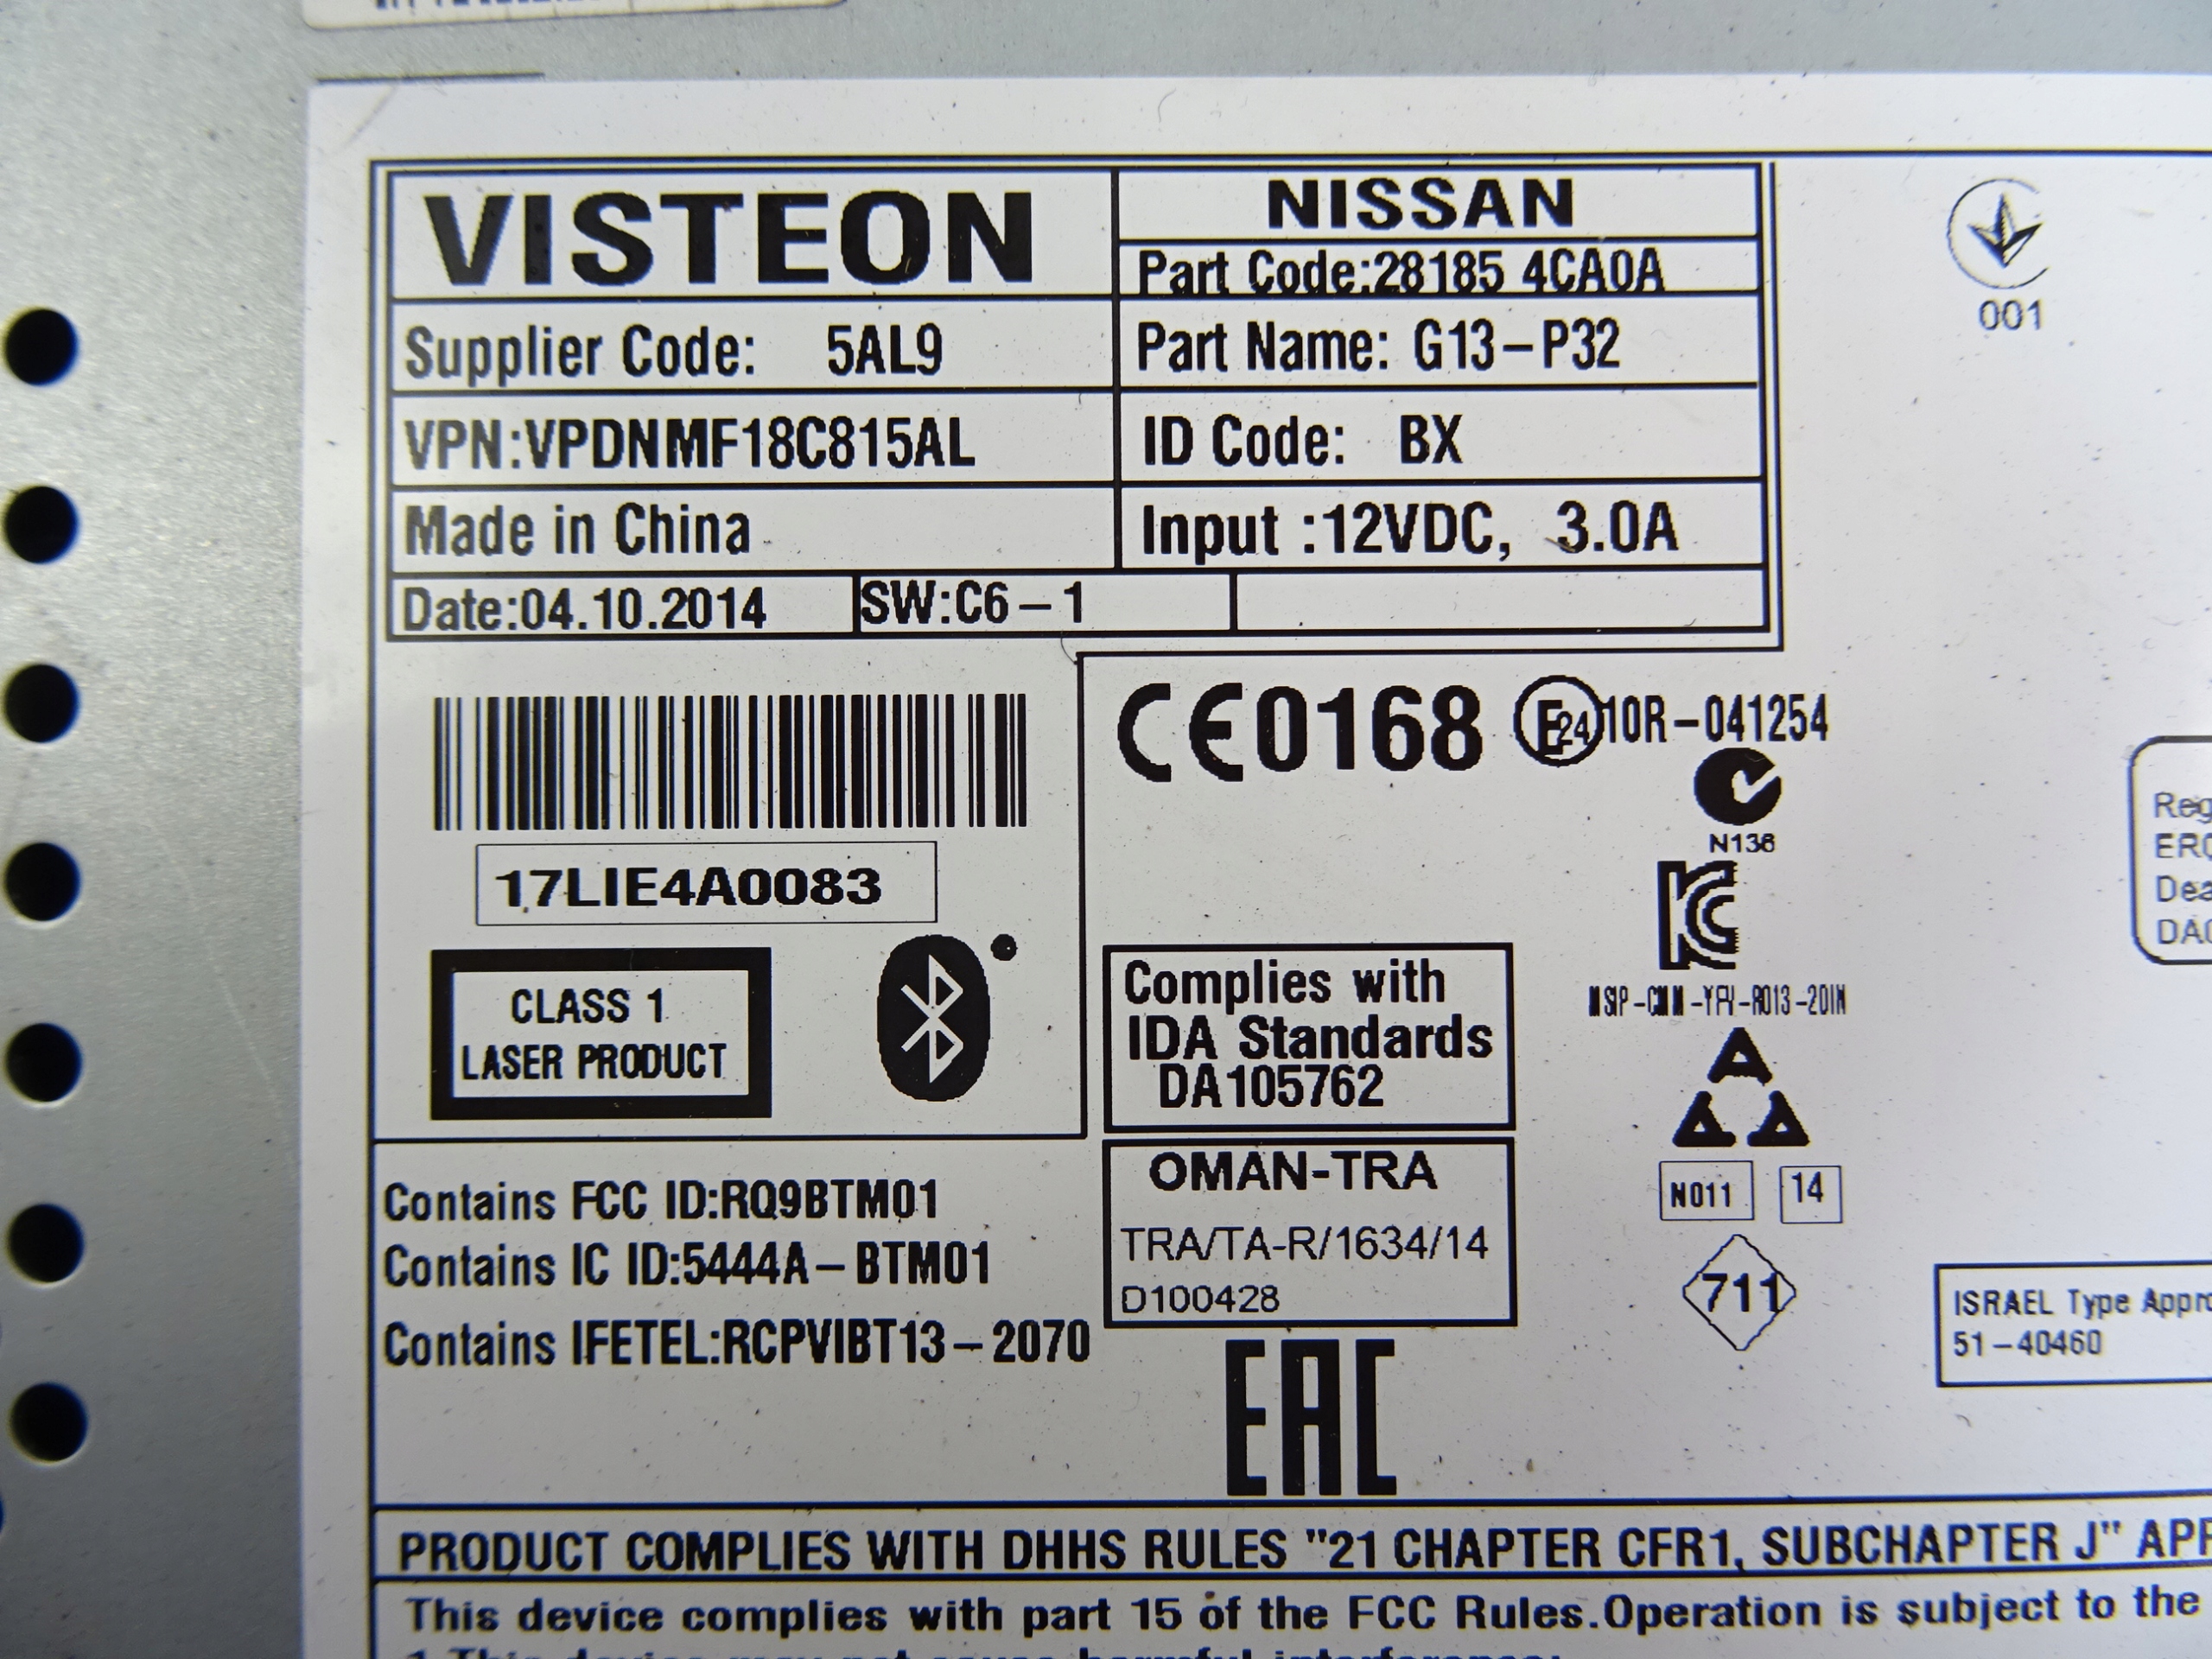 VISTEON
NISSAN
Part Code:28185 4CA0A
Supplier Code: 5AL9
Part Name: G13-P32
VPN:VPDNMF18C815AL
ID Code: BX
Made in China
Input :12VDC, 3.0A
Date:04.10.2014
SW:C6-1
001
CE0168
E24
10R-041254
N136
17LIE4A0083
CLASS 1
LASER PRODUCT
Complies with
IDA Standards
DA105762
OMAN-TRA
TRA/TA-R/1634/14
D100428
N011
14
711
Contains FCC ID:RQ9BTM01
Contains IC ID:5444A-BTM01
Contains IFETEL:RCPVIBT13-2070
EAC
ISRAEL Type
51-40460
PRODUCT COMPLIES WITH DHHS RULES "21 CHAPTER CFR1, SUBCHAPTER J"
This device complies with part 15 of the FCC Rules.Operation is subject to the